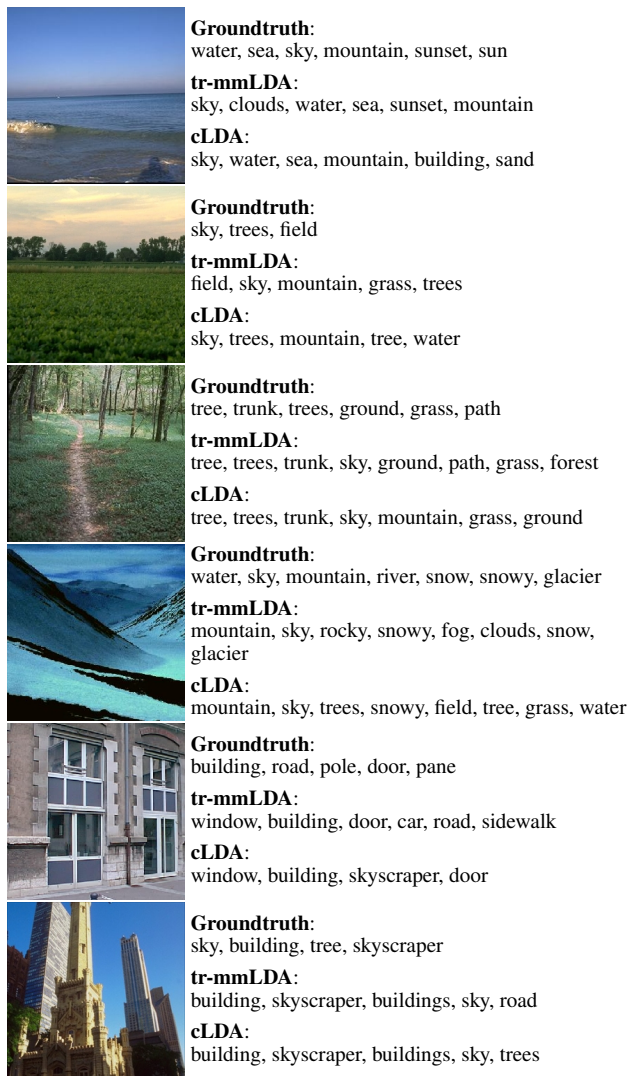 Groundtruth:
water, sea, sky, mountain, sunset, sun
tr-mmLDA:
sky, clouds, water, sea, sunset, mountain
cLDA:
sky, water, sea, mountain, building, sand
Groundtruth:
sky, trees, field
tr-mmLDA:
field, sky, mountain, grass, trees
cLDA:
sky, trees, mountain, tree, water
Groundtruth:
tree, trunk, trees, ground, grass, path
tr-mmLDA:
tree, trees, trunk, sky, ground, path, grass, forest
cLDA:
tree, trees, trunk, sky, mountain, grass, ground
Groundtruth:
water, sky, mountain, river, snow, snowy, glacier
tr-mmLDA:
mountain, sky, rocky, snowy, fog, clouds, snow,
glacier
cLDA:
mountain, sky, trees, snowy, field, tree, grass, water
Groundtruth:
building, road, pole, door, pane
tr-mmLDA:
window, building, door, car, road, sidewalk
cLDA:
window, building, skyscraper, door
Groundtruth:
sky, building, tree, skyscraper
tr-mmLDA:
building, skyscraper, buildings, sky, road
cLDA:
building, skyscraper, buildings, sky, trees